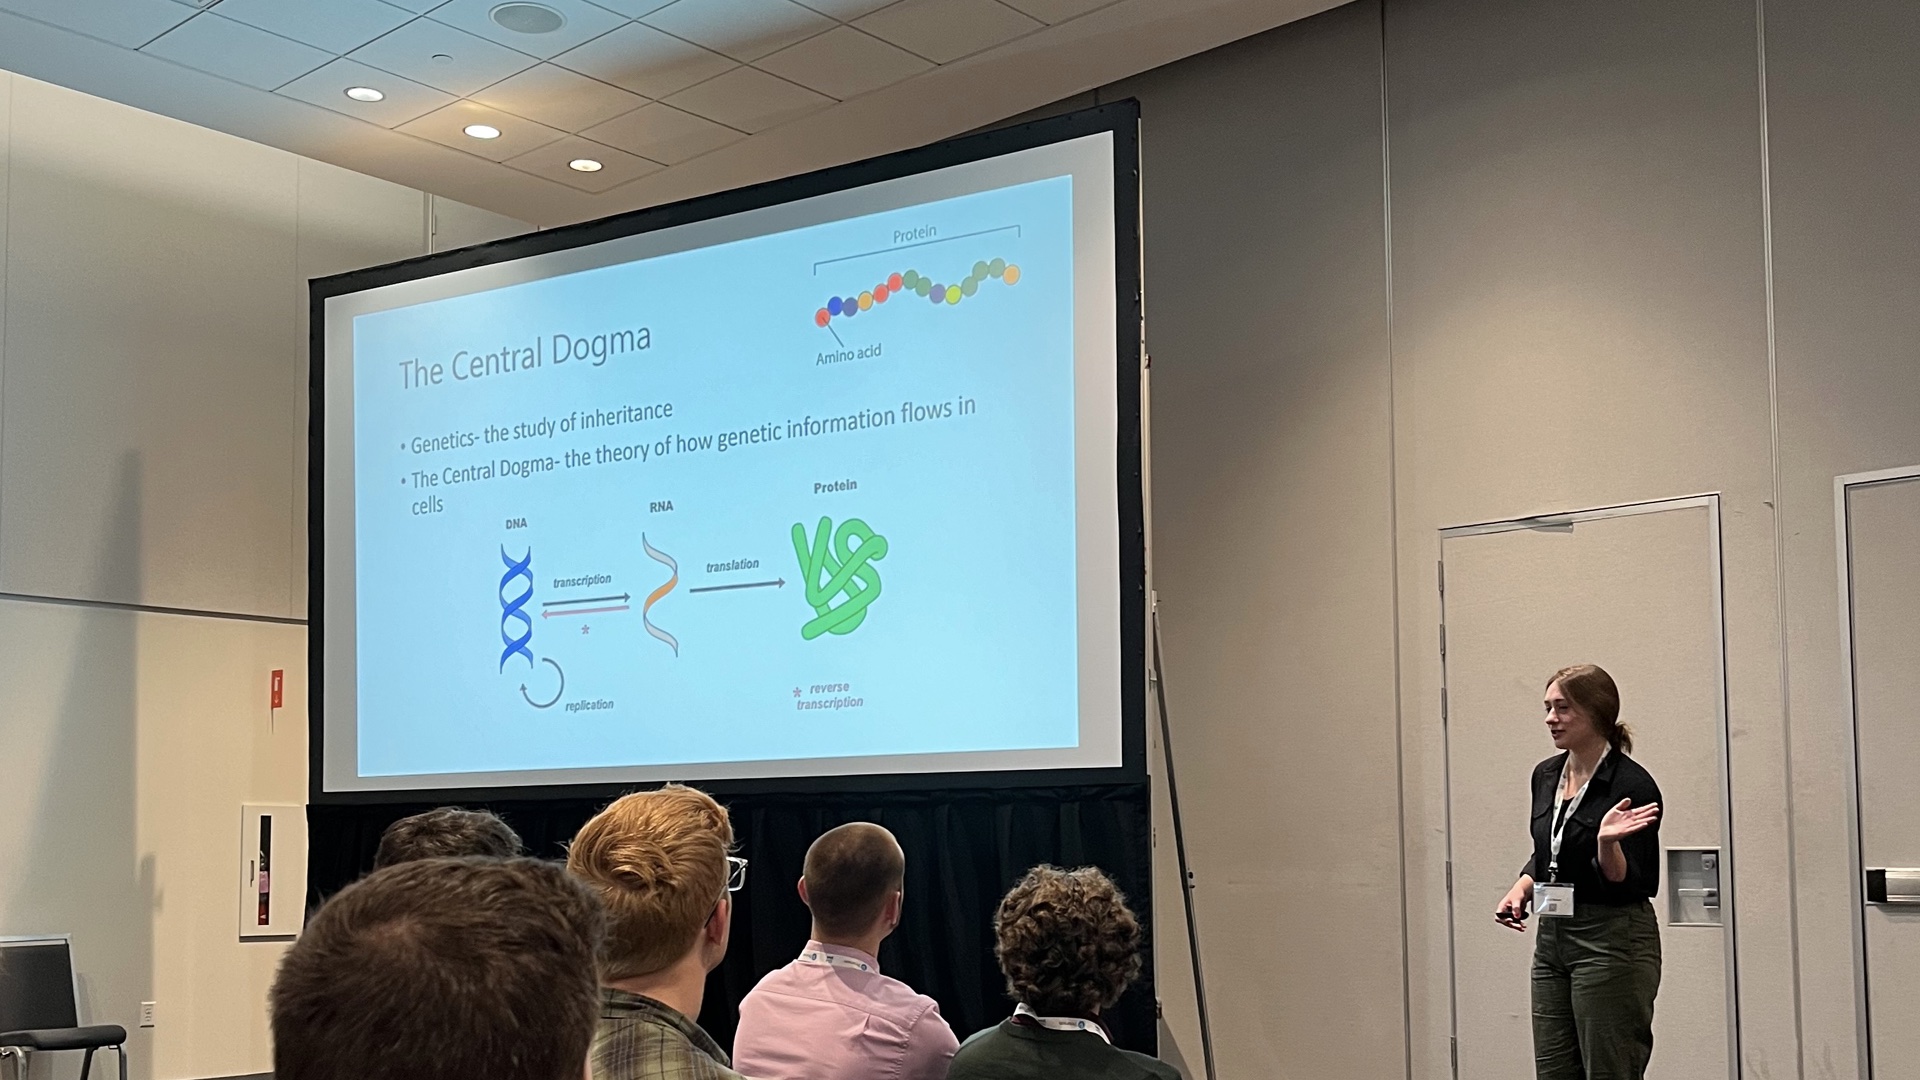 Protein
Amino acid
The Central Dogma
• Genetics- the study of inheritance
• The Central Dogma- the theory of how genetic information flows in
cells
DNA
RNA
Protein
transcription
translation
*
replication
* reverse
transcription